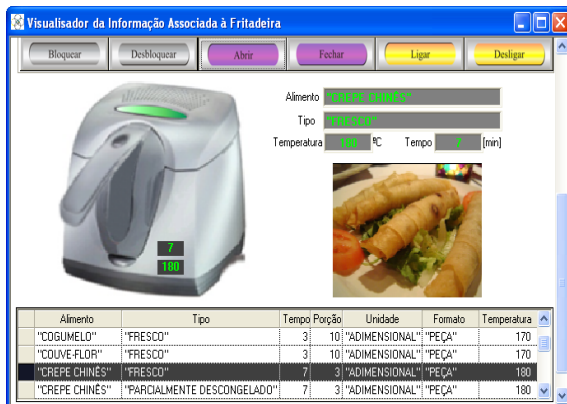 Visualisador da Informação Associada à Fritadeira
Bloquear Desbloquear Abrir Fechar Ligar Desligar
Alimento "CREPE CHINÊS"
Tipo "FRESCO"
Temperatura 180 ºC Tempo 7 [min]
7
180
Alimento Tipo Tempo Porção Unidade Formato Temperatura
"COGUMELO" "FRESCO" 3 10 "ADIMENSIONAL" "PEÇA" 170
"COUVE-FLOR" "FRESCO" 3 10 "ADIMENSIONAL" "PEÇA" 170
"CREPE CHINÊS" "FRESCO" 7 3 "ADIMENSIONAL" "PEÇA" 180
"CREPE CHINÊS" "PARCIALMENTE DESCONGELADO" 7 3 "ADIMENSIONAL" "PEÇA" 180